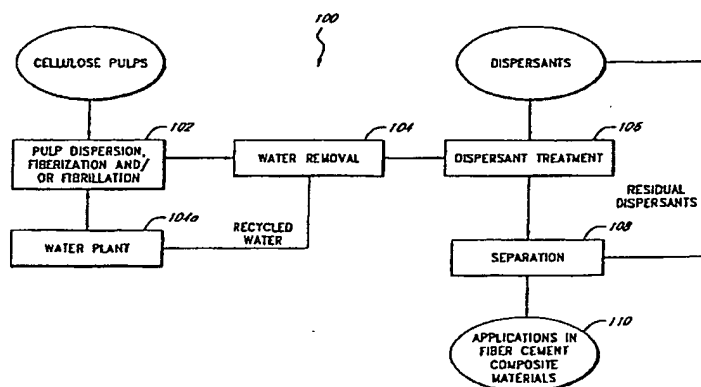 100
CELLULOSE PULPS
DISPERSANTS
102
PULP DISPERSION,
FIBERIZATION AND/
OR FIBRILLATION
104
WATER REMOVAL
106
DISPERSANT TREATMENT
104a
WATER PLANT
RECYCLED
WATER
RESIDUAL
DISPERSANTS
108
SEPARATION
110
APPLICATIONS IN
FIBER CEMENT
COMPOSITE
MATERIALS